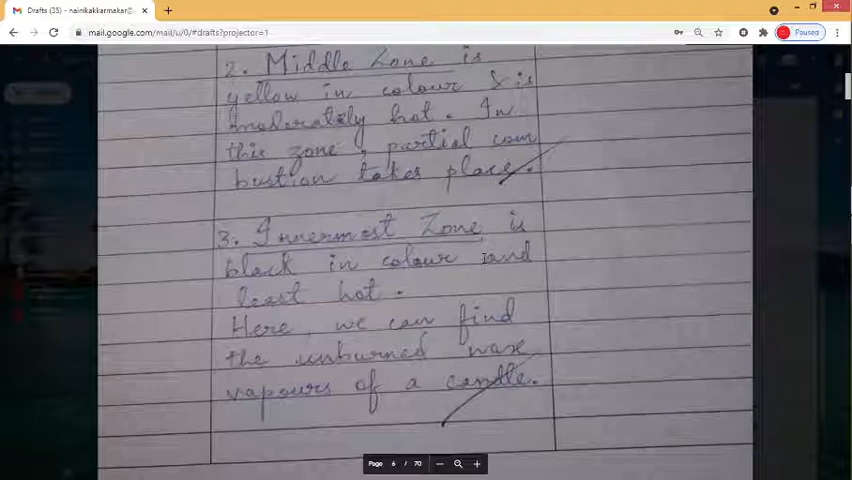 Drafts (35) - nainikakkarmakar@
mail.google.com/mail/u/0/#drafts?projector=1
Paused
2. Middle Zone is
yellow in colour & is
moderately hot. In
this zone, partial com
bustion takes place.
3. Innermost Zone is
black in colour and
least hot.
Here, we can find
the unburned wax
vapours of a candle.
Page 6 / 70